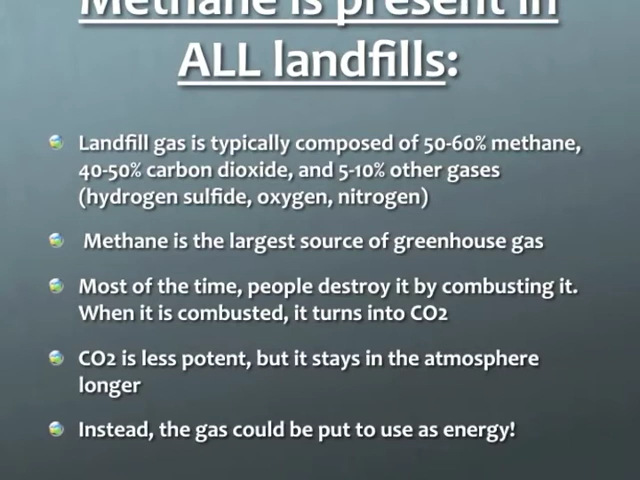 Methane is present in
ALL landfills:
Landfill gas is typically composed of 50-60% methane,
40-50% carbon dioxide, and 5-10% other gases
(hydrogen sulfide, oxygen, nitrogen)
Methane is the largest source of greenhouse gas
Most of the time, people destroy it by combusting it.
When it is combusted, it turns into CO2
CO2 is less potent, but it stays in the atmosphere
longer
Instead, the gas could be put to use as energy!